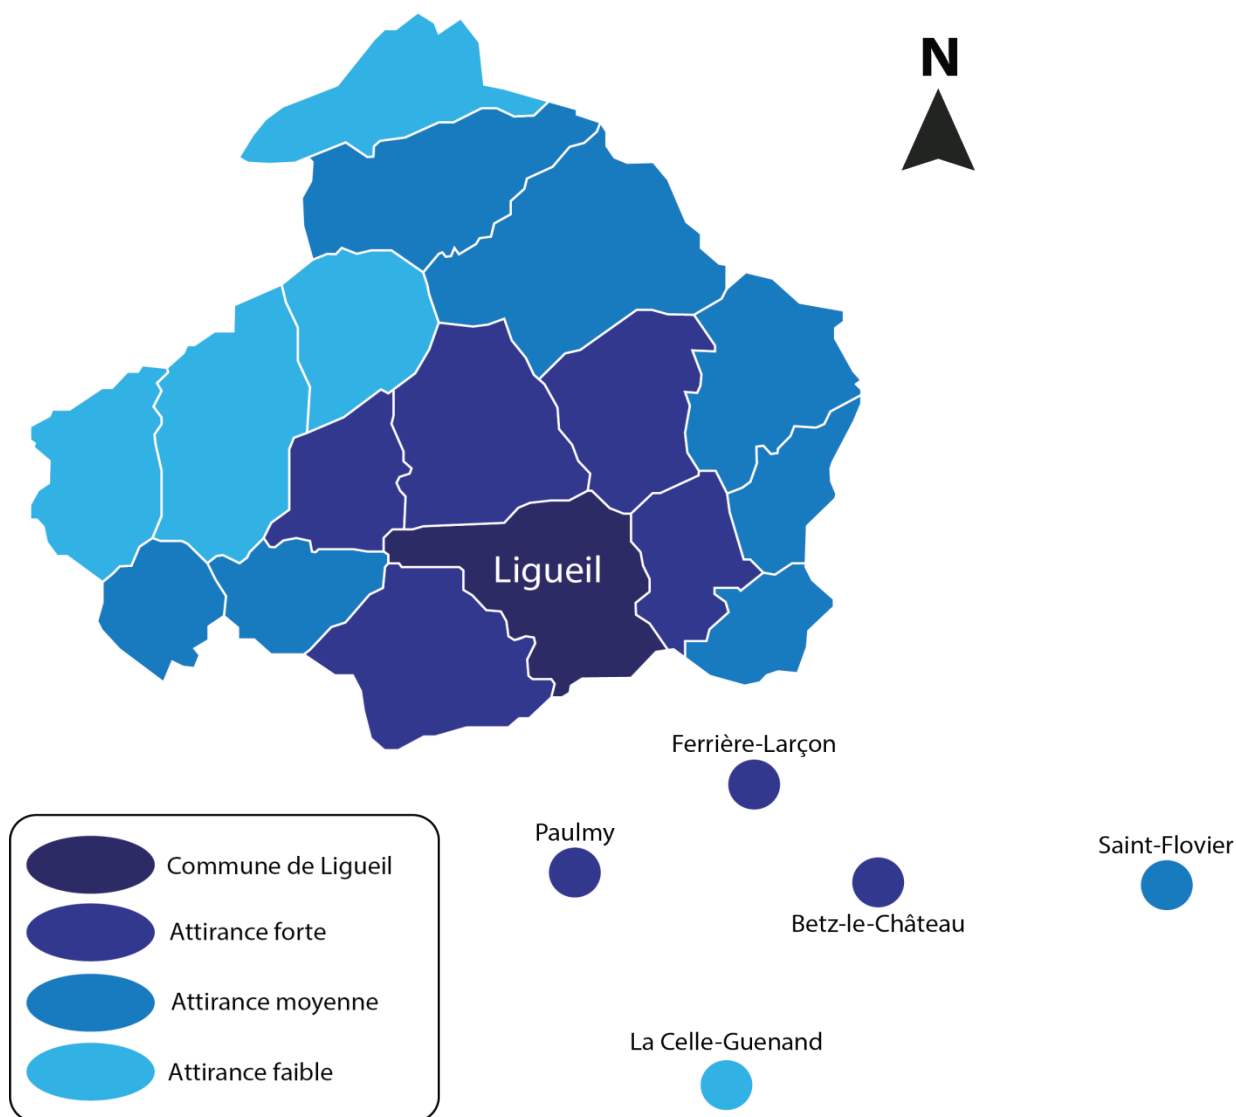 N
Ligueil
Ferrière-Larçon
Paulmy
Saint-Flovier
Betz-le-Château
La Celle-Guenand
Commune de Ligueil
Attirance forte
Attirance moyenne
Attirance faible